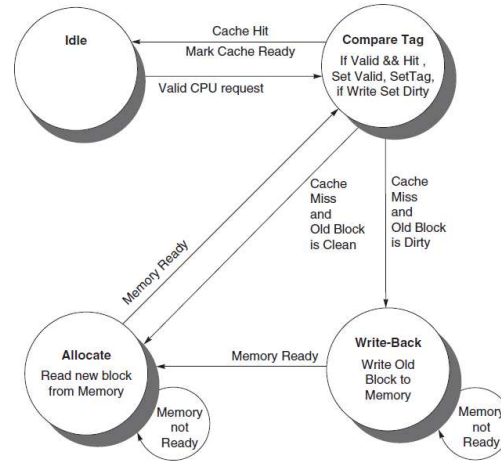 Idle
Cache Hit
Mark Cache Ready
Valid CPU request
Compare Tag
If Valid && Hit ,
Set Valid, SetTag,
if Write Set Dirty
Cache
Miss
and
Old Block
is Clean
Cache
Miss
and
Old Block
is Dirty
Memory Ready
Allocate
Read new block
from Memory
Memory
not
Ready
Memory Ready
Write-Back
Write Old
Block to
Memory
Memory
not
Ready